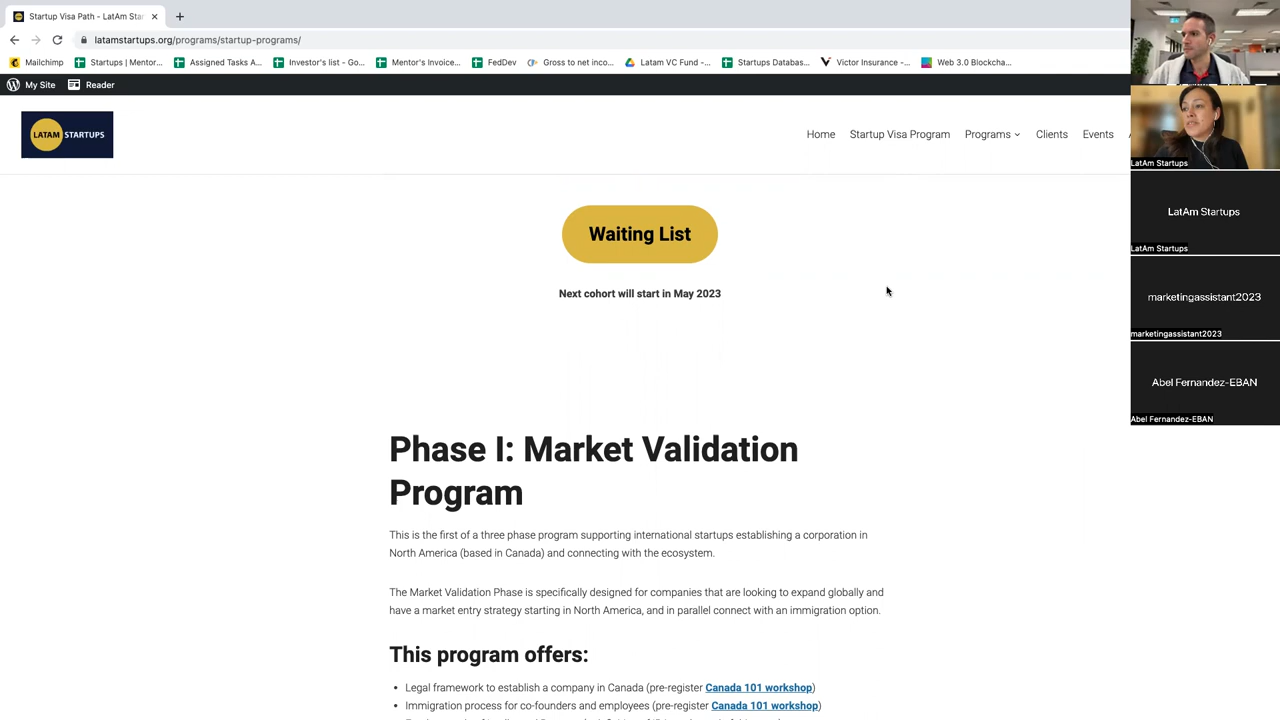 Startup Visa Path - LatAm Star
latamstartups.org/programs/startup-programs/
Mailchimp
Startups | Mentor...
Assigned Tasks A...
Investor's list - Go...
Mentor's Invoice...
FedDev
Gross to net inco...
Latam VC Fund -...
Startups Databas...
Victor Insurance -...
Web 3.0 Blockcha...
My Site
Reader
LATAM STARTUPS
Home
Startup Visa Program
Programs
Clients
Events
LatAm Startups
LatAm Startups
LatAm Startups
marketingassistant2023
marketingassistant2023
Abel Fernandez-EBAN
Abel Fernandez-EBAN
Waiting List
Next cohort will start in May 2023
Phase I: Market Validation
Program
This is the first of a three phase program supporting international startups establishing a corporation in
North America (based in Canada) and connecting with the ecosystem.
The Market Validation Phase is specifically designed for companies that are looking to expand globally and
have a market entry strategy starting in North America, and in parallel connect with an immigration option.
This program offers:
Legal framework to establish a company in Canada (pre-register Canada 101 workshop)
Immigration process for co-founders and employees (pre-register Canada 101 workshop)